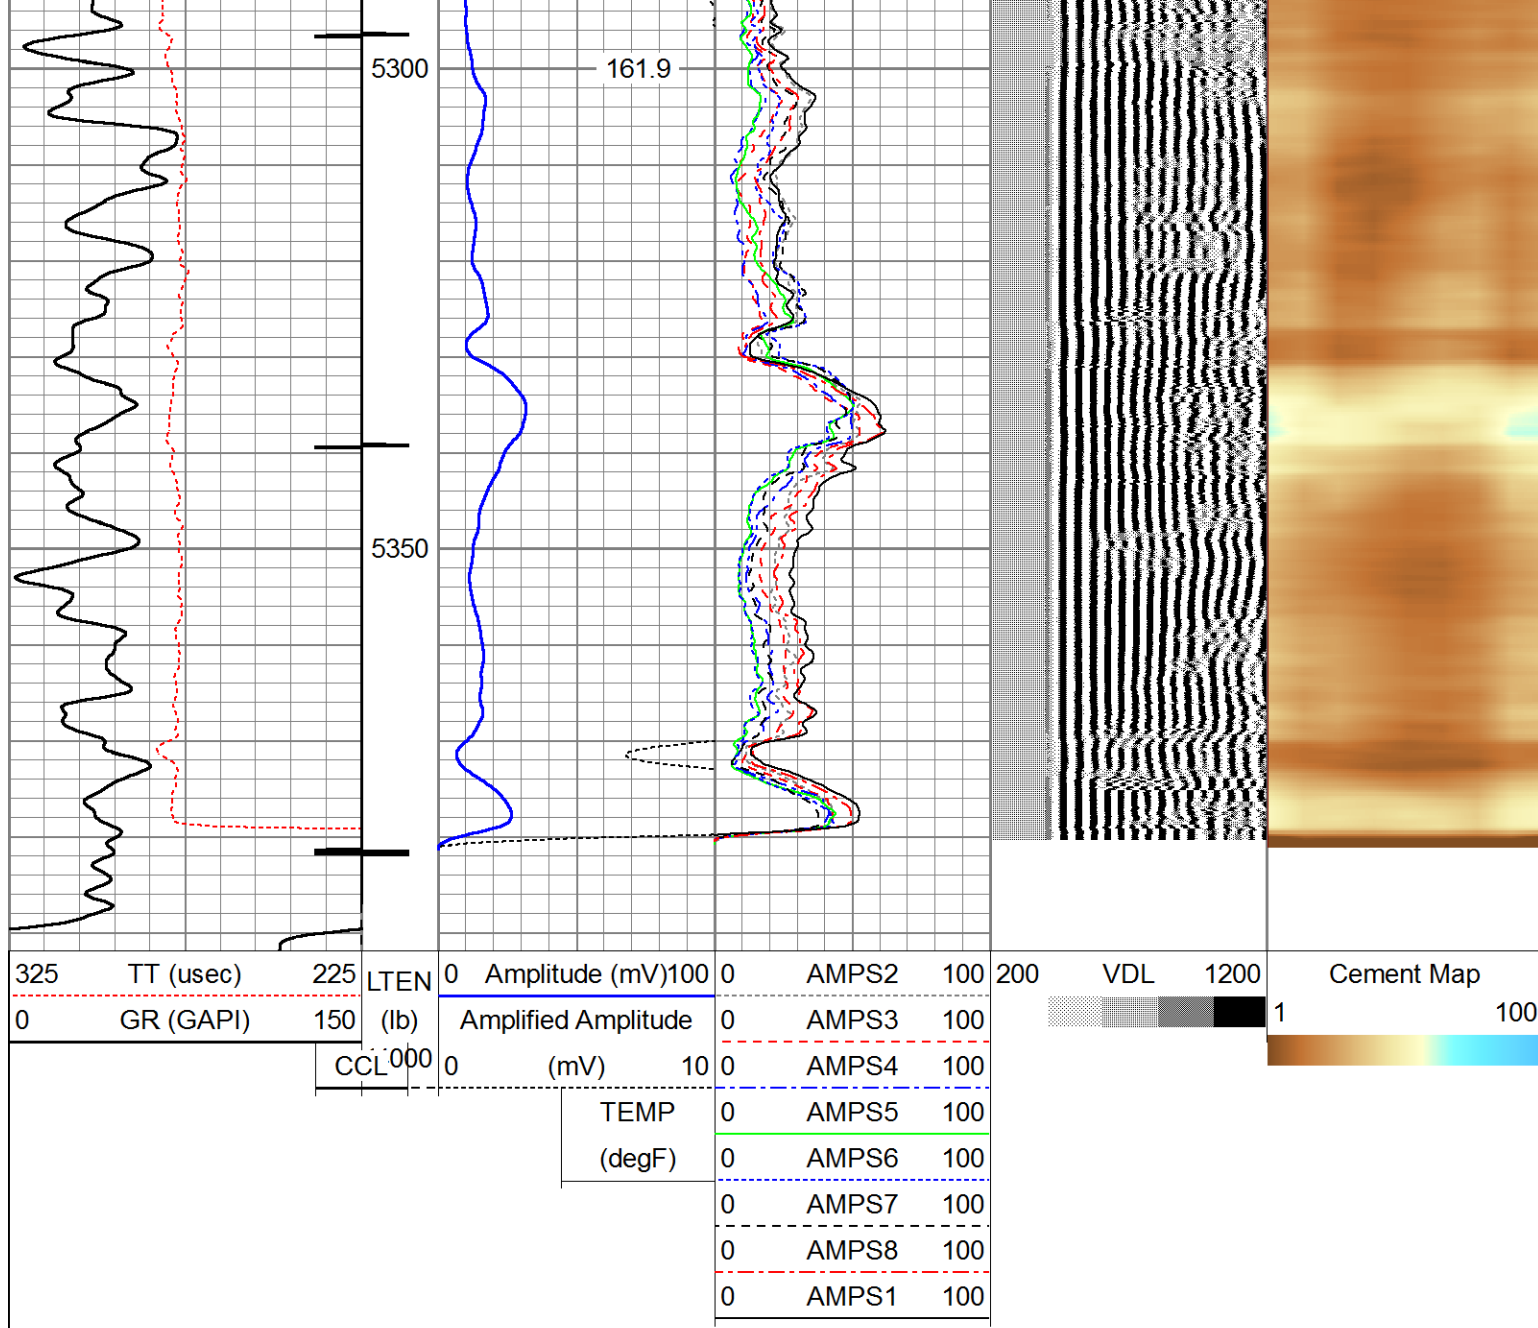 5300
161.9
5350
325 TT (usec) 225
0 GR (GAPI) 150
LTEN
(lb)
000
CCL
0 Amplitude (mV) 100
Amplified Amplitude
0 (mV) 10
TEMP
(degF)
0 AMPS2 100
0 AMPS3 100
0 AMPS4 100
0 AMPS5 100
0 AMPS6 100
0 AMPS7 100
0 AMPS8 100
0 AMPS1 100
200 VDL 1200
Cement Map
1 100